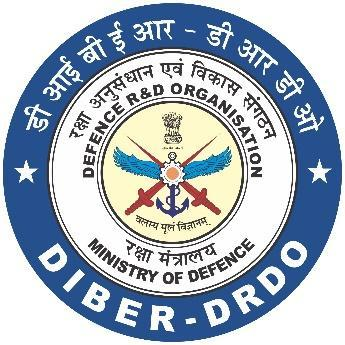 डी आई बी ई आर - डी आर डी ओ
रक्षा अनुसंधान एवं विकास संगठन
DEFENCE R&D ORGANISATION
बलस्य मूलं विज्ञानम्
रक्षा मंत्रालय
MINISTRY OF DEFENCE
DIBER-DRDO